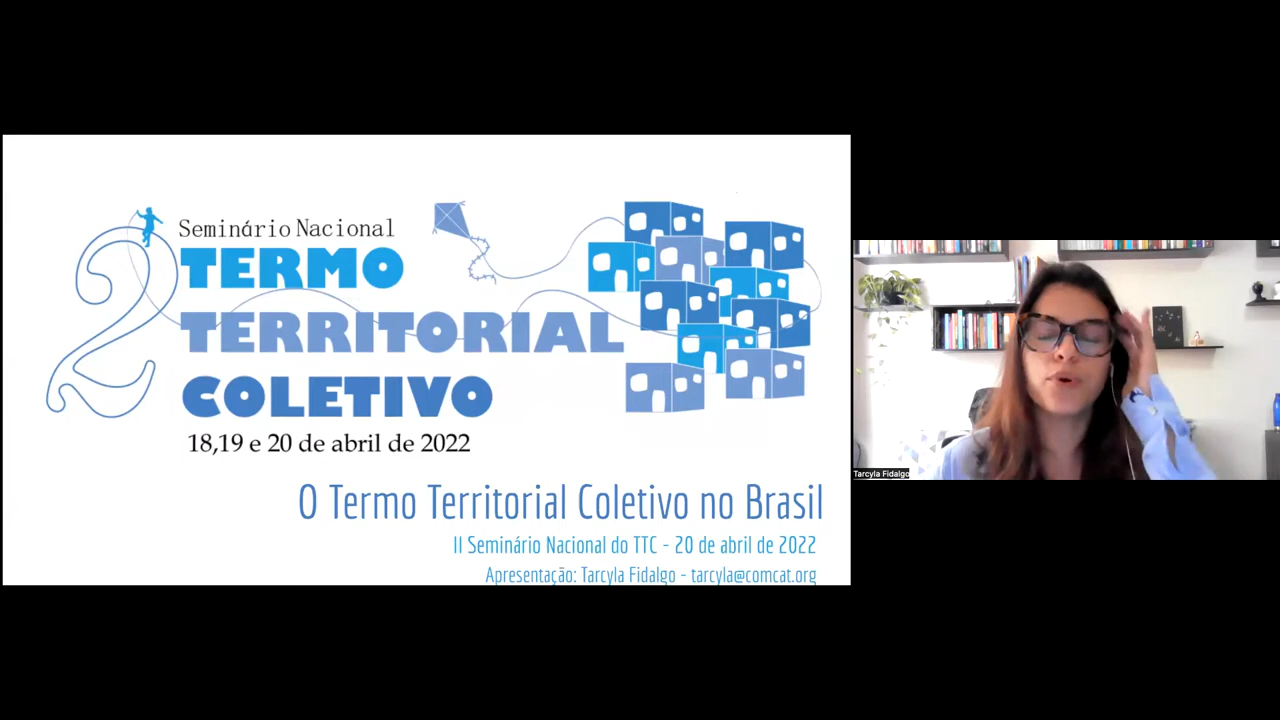 2
Seminário Nacional
TERMO
TERRITORIAL
COLETIVO
18,19 e 20 de abril de 2022
O Termo Territorial Coletivo no Brasil
II Seminário Nacional do TTC - 20 de abril de 2022
Apresentação: Tarcyla Fidalgo - tarcyla@comcat.org
Tarcyla Fidalgo